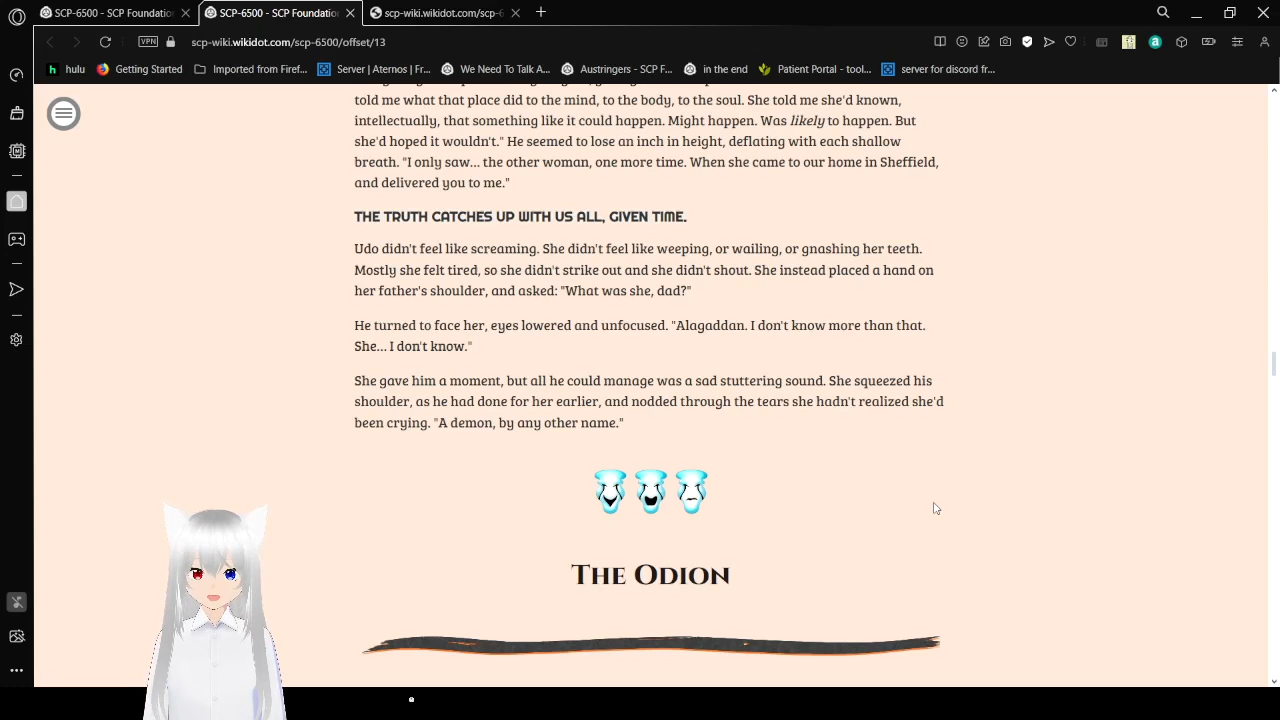 SCP-6500 - SCP Foundatio
SCP-6500 - SCP Foundatio
scp-wiki.wikidot.com/scp-6
VPN
scp-wiki.wikidot.com/scp-6500/offset/13
hulu
Getting Started
Imported from Firef...
Server | Aternos | Fr...
We Need To Talk A...
Austringers - SCP F...
in the end
Patient Portal - tool...
server for discord fr...
told me what that place did to the mind, to the body, to the soul. She told me she'd known,
intellectually, that something like it could happen. Might happen. Was likely to happen. But
she'd hoped it wouldn't." He seemed to lose an inch in height, deflating with each shallow
breath. "I only saw... the other woman, one more time. When she came to our home in Sheffield,
and delivered you to me."
THE TRUTH CATCHES UP WITH US ALL, GIVEN TIME.
Udo didn't feel like screaming. She didn't feel like weeping, or wailing, or gnashing her teeth.
Mostly she felt tired, so she didn't strike out and she didn't shout. She instead placed a hand on
her father's shoulder, and asked: "What was she, dad?"
He turned to face her, eyes lowered and unfocused. "Alagaddan. I don't know more than that.
She... I don't know."
She gave him a moment, but all he could manage was a sad stuttering sound. She squeezed his
shoulder, as he had done for her earlier, and nodded through the tears she hadn't realized she'd
been crying. "A demon, by any other name."
THE ODION